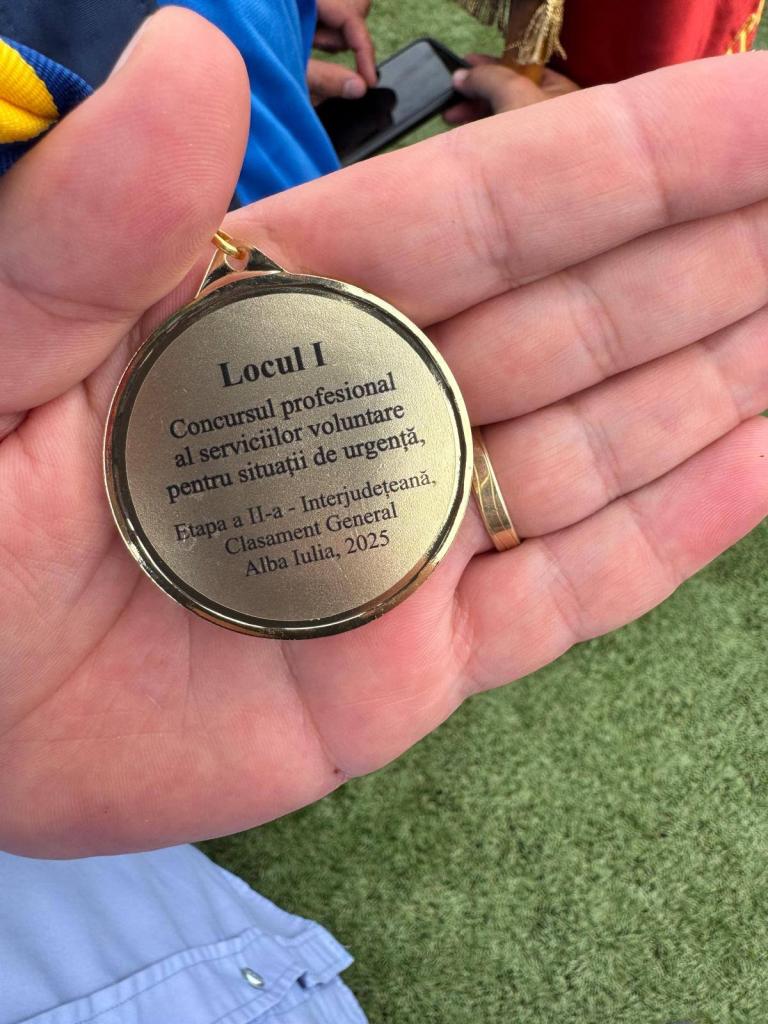 Locul I
Concursul profesional
al serviciilor voluntare
pentru situații de urgență,
Etapa a II-a - Interjudețeană,
Clasament General
Alba Iulia, 2025